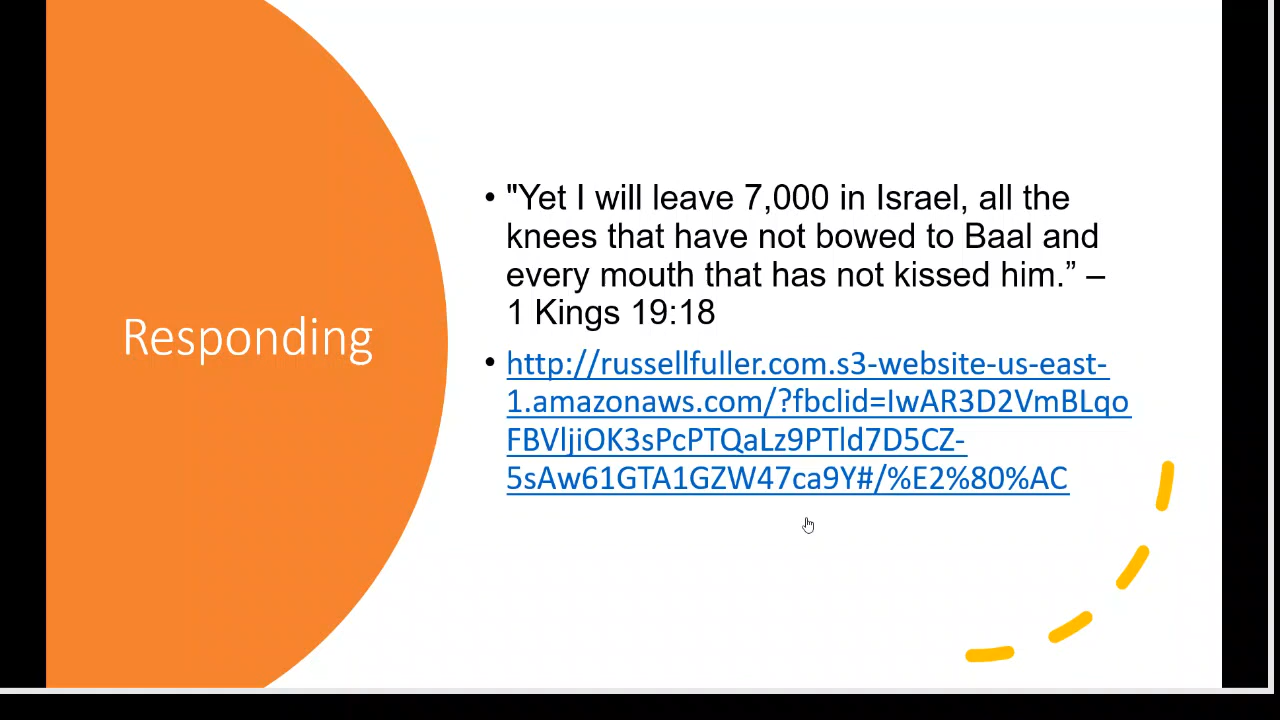 Responding
• "Yet I will leave 7,000 in Israel, all the
knees that have not bowed to Baal and
every mouth that has not kissed him.” –
1 Kings 19:18
• http://russellfuller.com.s3-website-us-east-
1.amazonaws.com/?fbclid=IwAR3D2VmBLqo
FBVljiOK3sPcPTQaLz9PTld7D5CZ-
5sAw61GTA1GZW47ca9Y#/%E2%80%AC